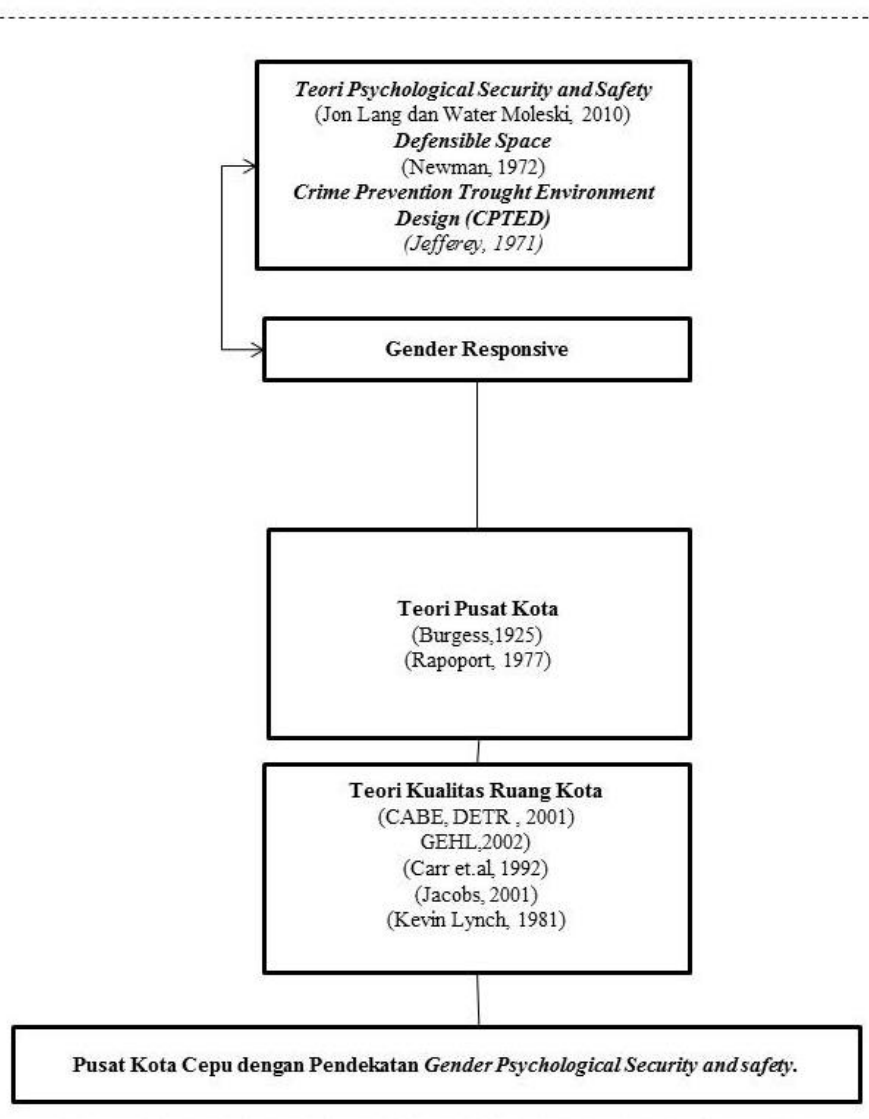 Teori Psychological Security and Safety
(Jon Lang dan Water Moleski, 2010)
Defensible Space
(Newman, 1972)
Crime Prevention Trought Environment
Design (CPTED)
(Jefferey, 1971)
Gender Responsive
Teori Pusat Kota
(Burgess,1925)
(Rapoport, 1977)
Teori Kualitas Ruang Kota
(CABE, DETR , 2001)
GEHL,2002)
(Carr et.al, 1992)
(Jacobs, 2001)
(Kevin Lynch, 1981)
Pusat Kota Cepu dengan Pendekatan Gender Psychological Security and safety.